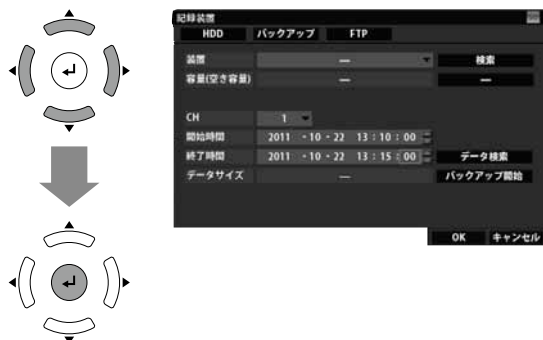 記録装置
HDD バックアップ FTP
装置 — 検索
容量(空き容量) — —
CH 1
開始時間 2011 - 10 - 22 13 : 10 : 00
終了時間 2011 - 10 - 22 13 : 15 : 00 データ検索
データサイズ — バックアップ開始
OK キャンセル